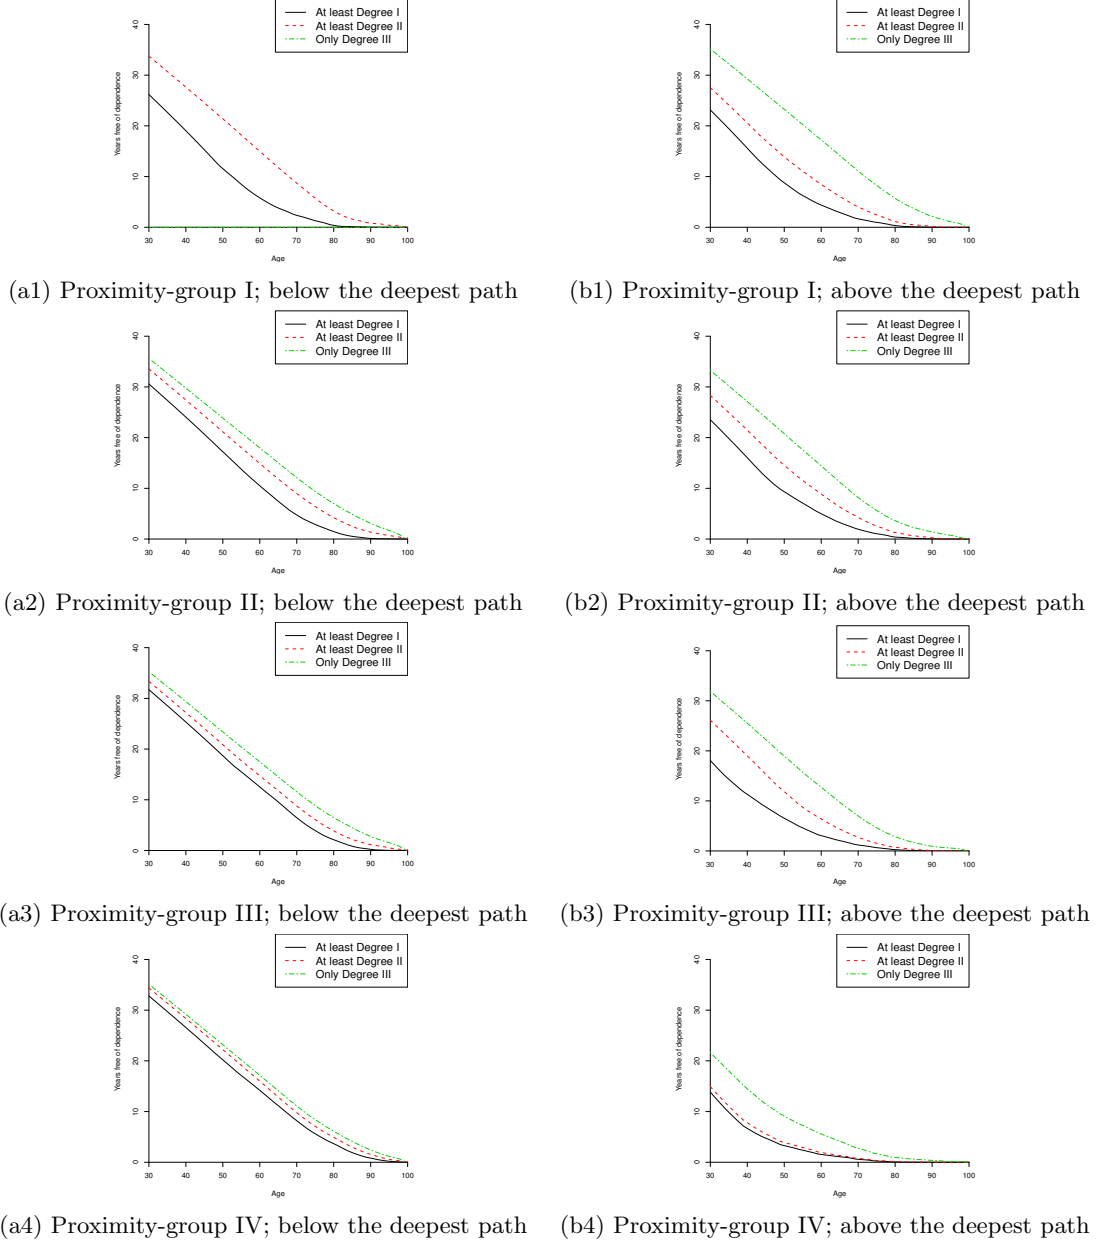 At least Degree I
At least Degree II
Only Degree III
Years free of dependence
0 10 20 30 40
30 40 50 60 70 80 90 100
Age
(a1) Proximity-group I; below the deepest path
At least Degree I
At least Degree II
Only Degree III
Years free of dependence
0 10 20 30 40
30 40 50 60 70 80 90 100
Age
(b1) Proximity-group I; above the deepest path
At least Degree I
At least Degree II
Only Degree III
Years free of dependence
0 10 20 30 40
30 40 50 60 70 80 90 100
Age
(a2) Proximity-group II; below the deepest path
At least Degree I
At least Degree II
Only Degree III
Years free of dependence
0 10 20 30 40
30 40 50 60 70 80 90 100
Age
(b2) Proximity-group II; above the deepest path
At least Degree I
At least Degree II
Only Degree III
Years free of dependence
0 10 20 30 40
30 40 50 60 70 80 90 100
Age
(a3) Proximity-group III; below the deepest path
At least Degree I
At least Degree II
Only Degree III
Years free of dependence
0 10 20 30 40
30 40 50 60 70 80 90 100
Age
(b3) Proximity-group III; above the deepest path
At least Degree I
At least Degree II
Only Degree III
Years free of dependence
0 10 20 30 40
30 40 50 60 70 80 90 100
Age
(a4) Proximity-group IV; below the deepest path
At least Degree I
At least Degree II
Only Degree III
Years free of dependence
0 10 20 30 40
30 40 50 60 70 80 90 100
Age
(b4) Proximity-group IV; above the deepest path